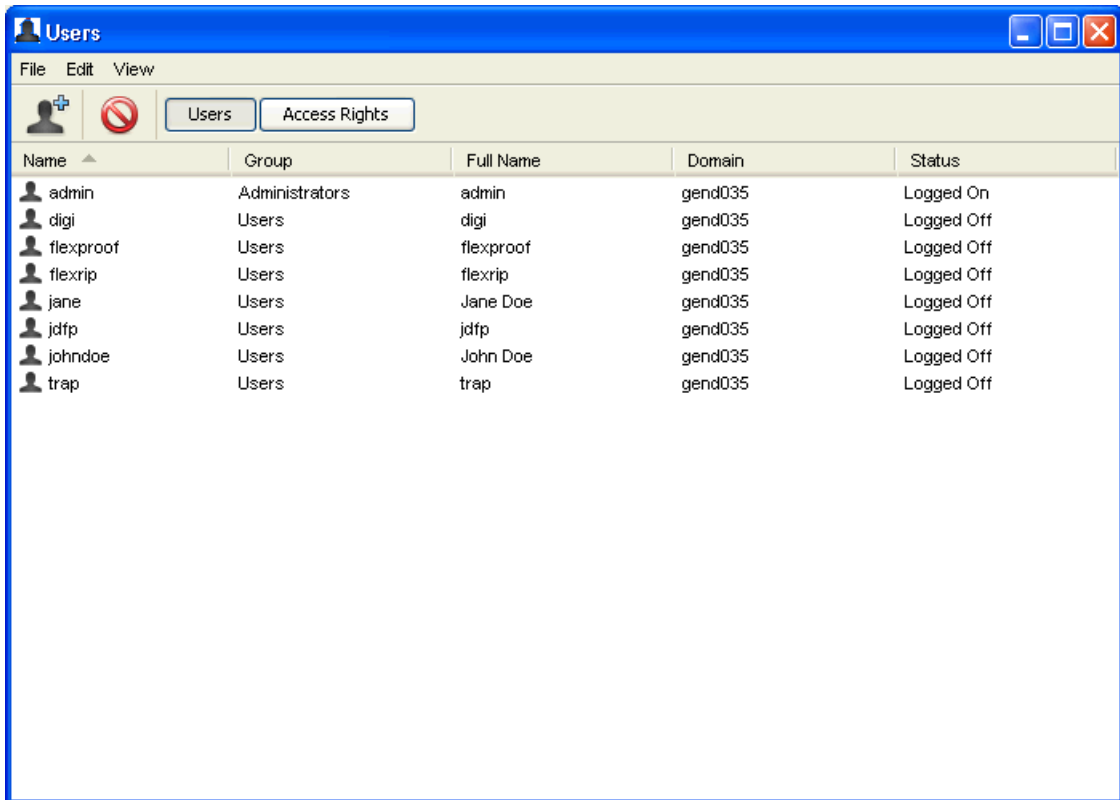 Users
File Edit View
Users Access Rights
Name Group Full Name Domain Status
admin Administrators admin gend035 Logged On
digi Users digi gend035 Logged Off
flexproof Users flexproof gend035 Logged Off
flexrip Users flexrip gend035 Logged Off
jane Users Jane Doe gend035 Logged Off
jdfp Users jdfp gend035 Logged Off
johndoe Users John Doe gend035 Logged Off
trap Users trap gend035 Logged Off